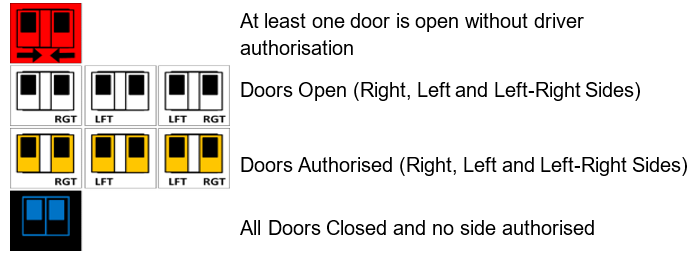 At least one door is open without driver
authorisation
Doors Open (Right, Left and Left-Right Sides)
RGT LFT LFT RGT
Doors Authorised (Right, Left and Left-Right Sides)
RGT LFT LFT RGT
All Doors Closed and no side authorised